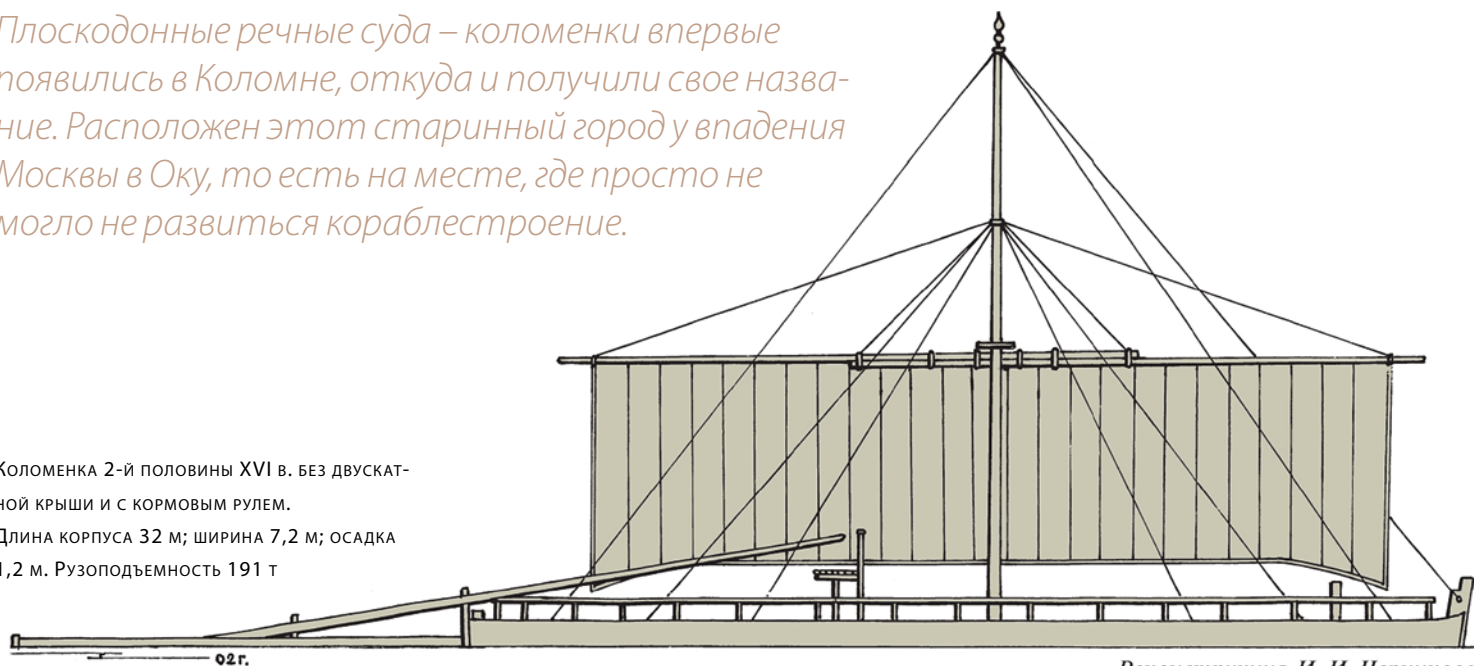 Плоскодонные речные суда – коломенки впервые
появились в Коломне, откуда и получили свое назва-
ние. Расположен этот старинный город у впадения
Москвы в Оку, то есть на месте, где просто не
могло не развиться кораблестроение.
Коломенка 2-й половины XVI в. без двускат-
ной крыши и с кормовым рулем.
Длина корпуса 32 м; ширина 7,2 м; осадка
1,2 м. Рузоподъемность 191 т
02г.